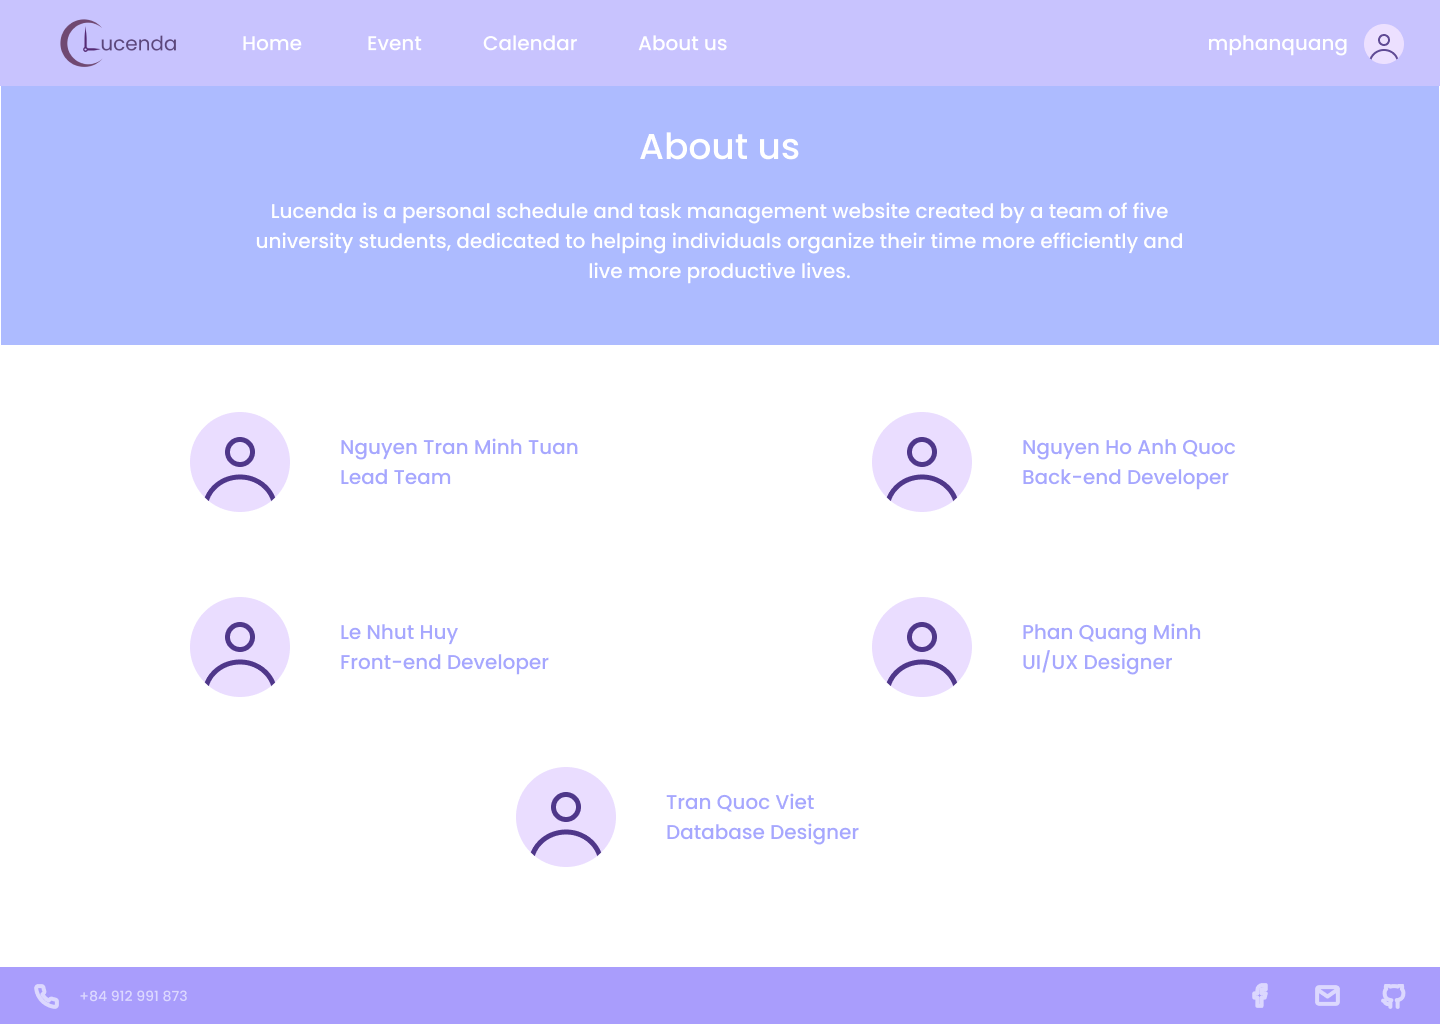 Lucenda
Home
Event
Calendar
About us
mphanquang
About us
Lucenda is a personal schedule and task management website created by a team of five
university students, dedicated to helping individuals organize their time more efficiently and
live more productive lives.
Nguyen Tran Minh Tuan
Lead Team
Nguyen Ho Anh Quoc
Back-end Developer
Le Nhut Huy
Front-end Developer
Phan Quang Minh
UI/UX Designer
Tran Quoc Viet
Database Designer
+84 912 991 873